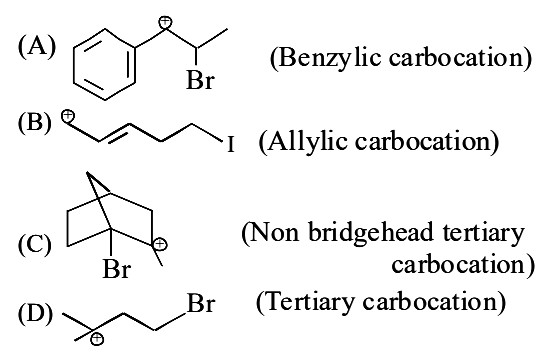 (A) ⊕ Br (Benzylic carbocation)
(B) ⊕ I (Allylic carbocation)
(C) ⊕ Br (Non bridgehead tertiary
carbocation)
(D) ⊕ Br (Tertiary carbocation)